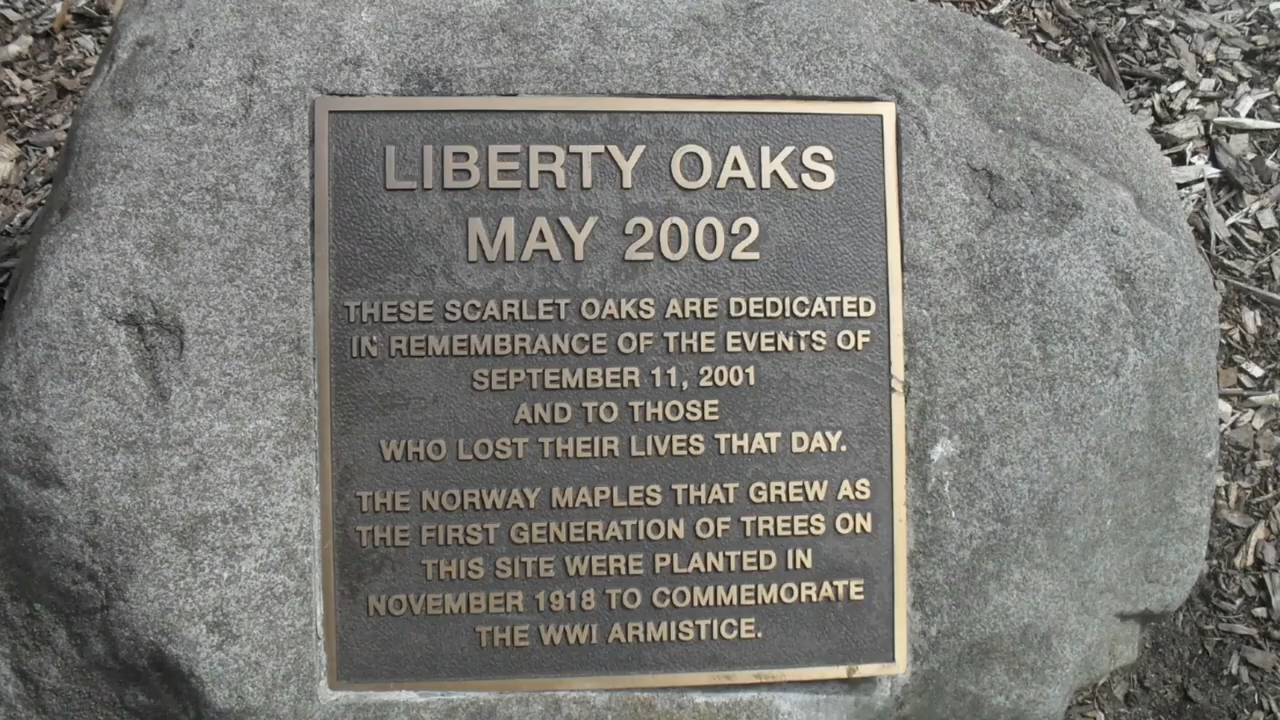 LIBERTY OAKS
MAY 2002
THESE SCARLET OAKS ARE DEDICATED
IN REMEMBRANCE OF THE EVENTS OF
SEPTEMBER 11, 2001
AND TO THOSE
WHO LOST THEIR LIVES THAT DAY.
THE NORWAY MAPLES THAT GREW AS
THE FIRST GENERATION OF TREES ON
THIS SITE WERE PLANTED IN
NOVEMBER 1918 TO COMMEMORATE
THE WWI ARMISTICE.